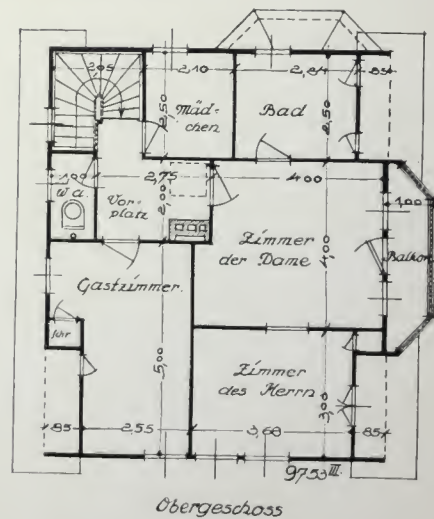 2,05
2,10
2,84
85
2,50
Mäd-
chen
Bad
2,50
1,00
W.C.
2,75
4,00
Vor-
platz
2,00
Zimmer
der Dame
4,00
1,00
Balkon
Gastzimmer.
5,00
Zimmer
des Herrn
3,00
85
2,55
3,60
85
9753 III.
Obergeschoss